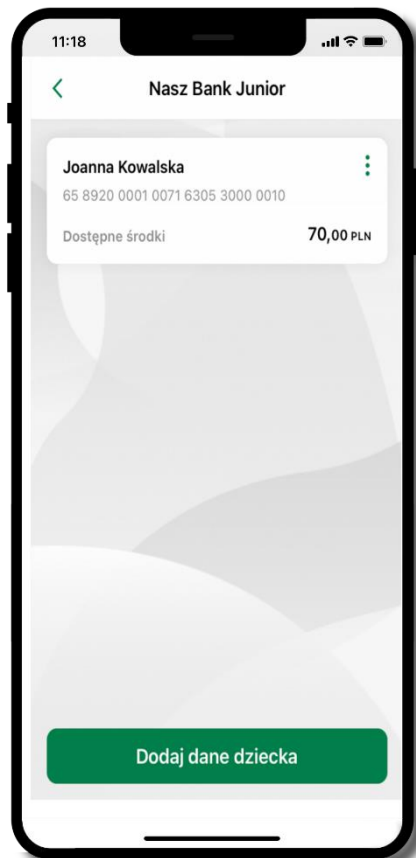 11:18
Nasz Bank Junior
Joanna Kowalska
65 8920 0001 0071 6305 3000 0010
Dostępne środki 70,00 PLN
Dodaj dane dziecka